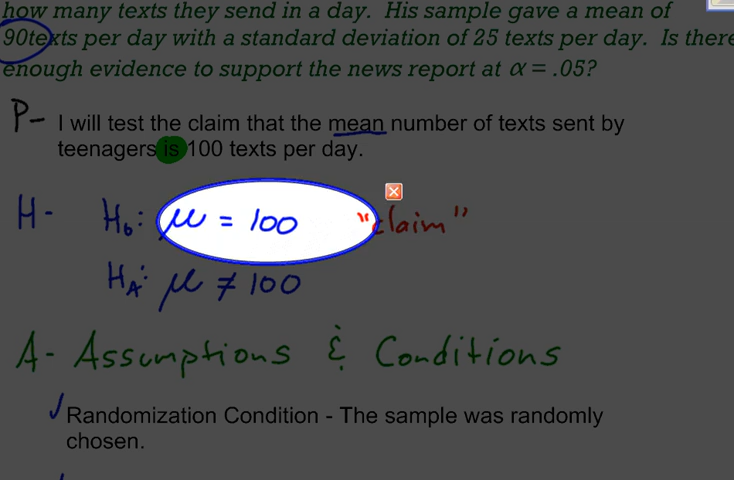 how many texts they send in a day. His sample gave a mean of
90texts per day with a standard deviation of 25 texts per day. Is there
enough evidence to support the news report at α = .05?
P- I will test the claim that the mean number of texts sent by
teenagers is 100 texts per day.
H- H₀: μ = 100 "claim"
Hₐ: μ ≠ 100
A- Assumptions & Conditions
✓ Randomization Condition - The sample was randomly
chosen.